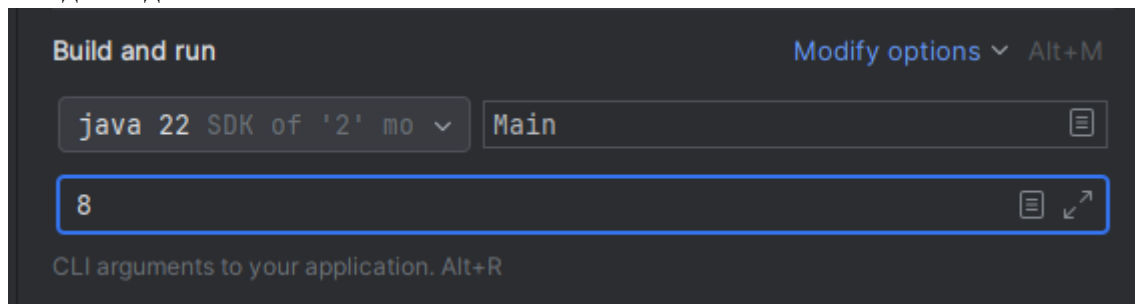 Build and run
Modify options Alt+M
java 22 SDK of '2' mo
Main
8
CLI arguments to your application. Alt+R